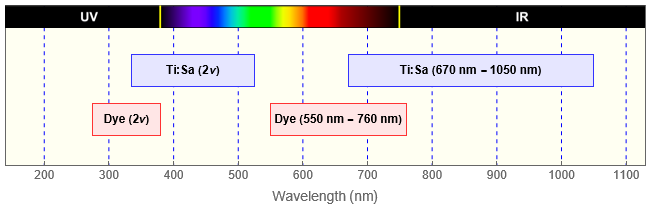 UV IR
Ti:Sa (2ν) Ti:Sa (670 nm – 1050 nm)
Dye (2ν) Dye (550 nm – 760 nm)
200 300 400 500 600 700 800 900 1000 1100
Wavelength (nm)